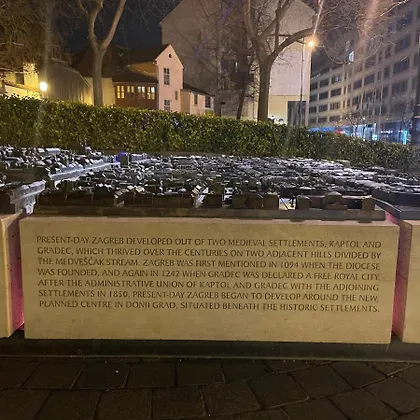 PRESENT-DAY ZAGREB DEVELOPED OUT OF TWO MEDIEVAL SETTLEMENTS, KAPTOL AND
GRADEC, WHICH THRIVED OVER THE CENTURIES ON TWO ADJACENT HILLS DIVIDED BY
THE MEDVEŠČAK STREAM. ZAGREB WAS FIRST MENTIONED IN 1094 WHEN THE DIOCESE
WAS FOUNDED, AND AGAIN IN 1242 WHEN GRADEC WAS DECLARED A FREE ROYAL CITY.
AFTER THE ADMINISTRATIVE UNION OF KAPTOL AND GRADEC WITH THE ADJOINING
SETTLEMENTS IN 1850, PRESENT-DAY ZAGREB BEGAN TO DEVELOP AROUND THE NEW,
PLANNED CENTRE IN DONJI GRAD, SITUATED BENEATH THE HISTORIC SETTLEMENTS.